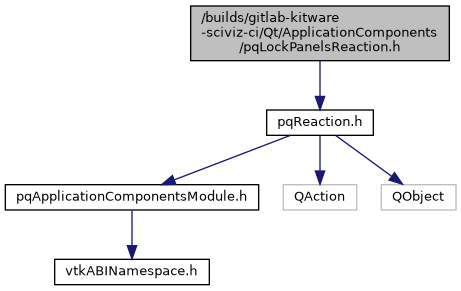 /builds/gitlab-kitware
-sciviz-ci/Qt/ApplicationComponents
/pqLockPanelsReaction.h
pqReaction.h
pqApplicationComponentsModule.h
QAction
QObject
vtkABINamespace.h